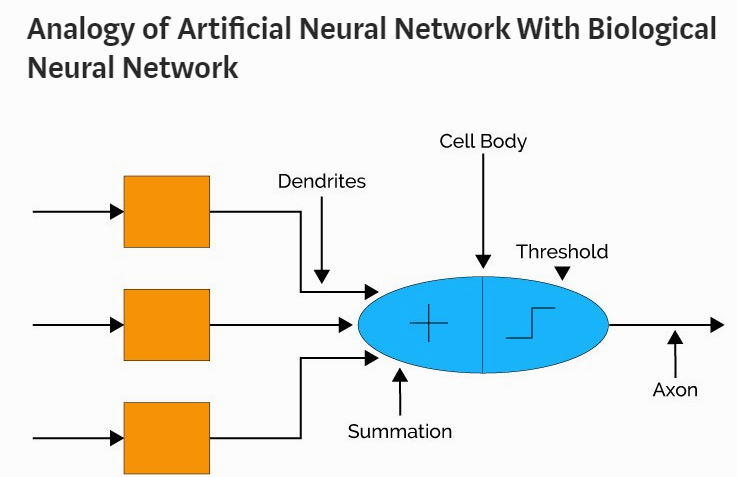 Analogy of Artificial Neural Network With Biological
Neural Network
Cell Body
Dendrites
Threshold
Axon
Summation